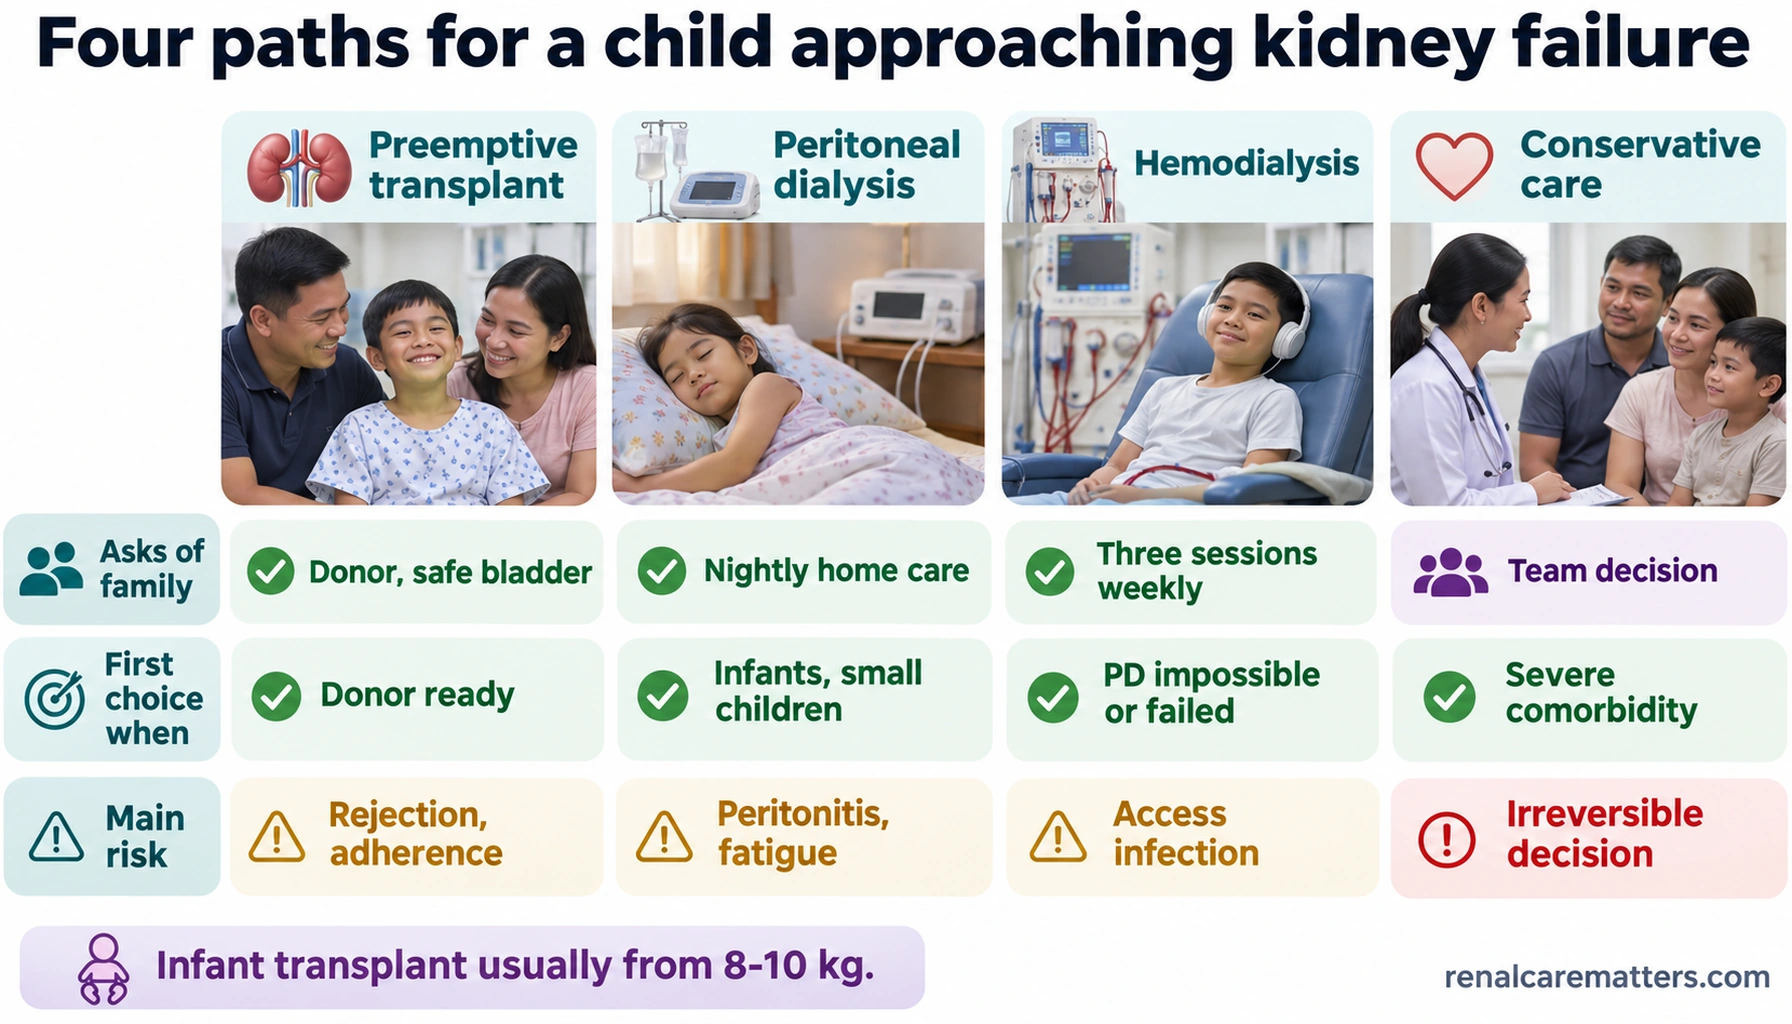 Four paths for a child approaching kidney failure
Preemptive
transplant
Peritoneal
dialysis
Hemodialysis
Conservative
care
Asks of
family
Donor, safe bladder
Nightly home care
Three sessions
weekly
Team decision
First
choice
when
Donor ready
Infants, small
children
PD impossible
or failed
Severe
comorbidity
Main
risk
Rejection,
adherence
Peritonitis,
fatigue
Access
infection
Irreversible
decision
Infant transplant usually from 8-10 kg.
renalcarematters.com